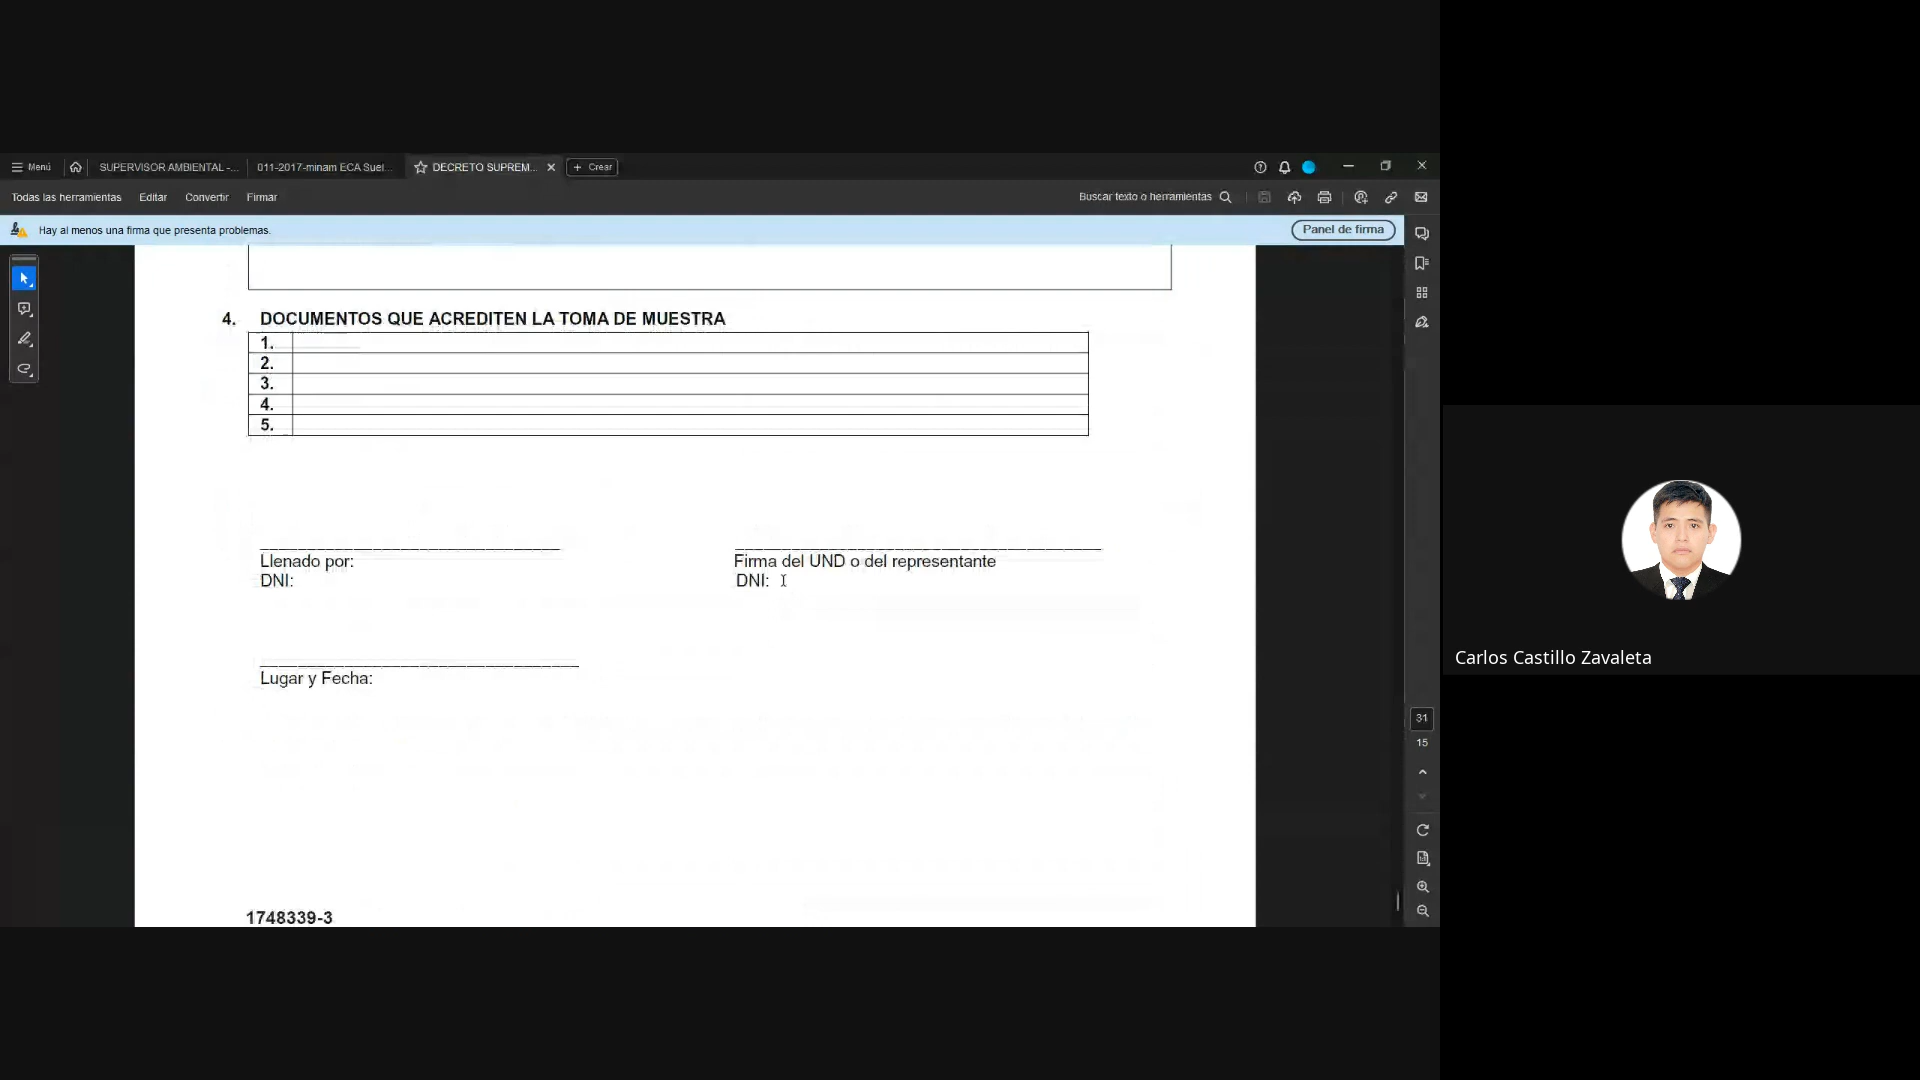 Menú
SUPERVISOR AMBIENTAL -...
011-2017-minam ECA Suel...
DECRETO SUPREM...
Crear
Todas las herramientas
Editar
Convertir
Firmar
Buscar texto o herramientas
Hay al menos una firma que presenta problemas.
Panel de firma
4. DOCUMENTOS QUE ACREDITEN LA TOMA DE MUESTRA
1.
2.
3.
4.
5.
Llenado por:
DNI:
Firma del UND o del representante
DNI:
Lugar y Fecha:
1748339-3
31
15
Carlos Castillo Zavaleta